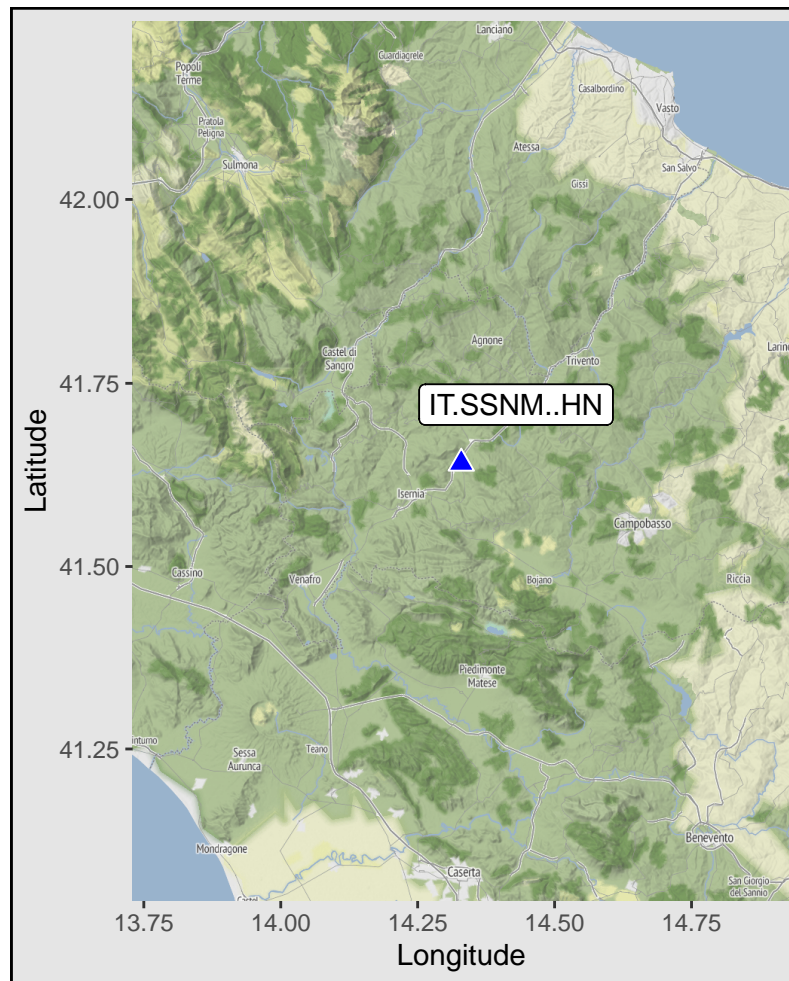 Lanciano
Guardiagrele
Popoli
Terme
Casalbordino
Vasto
Pratola
Peligna
Atessa
Sulmona
San Salvo
Gissi
42.00
Agnone
Castel di
Sangro
Trivento
Larino
41.75
IT.SSNM..HN
Latitude
Isernia
Campobasso
41.50
Cassino
Venafro
Bojano
Riccia
Piedimonte
Matese
41.25
inturno
Sessa
Aurunca
Teano
Benevento
Mondragone
Caserta
San Giorgio
del Sannio
Castel
13.75 14.00 14.25 14.50 14.75
Longitude